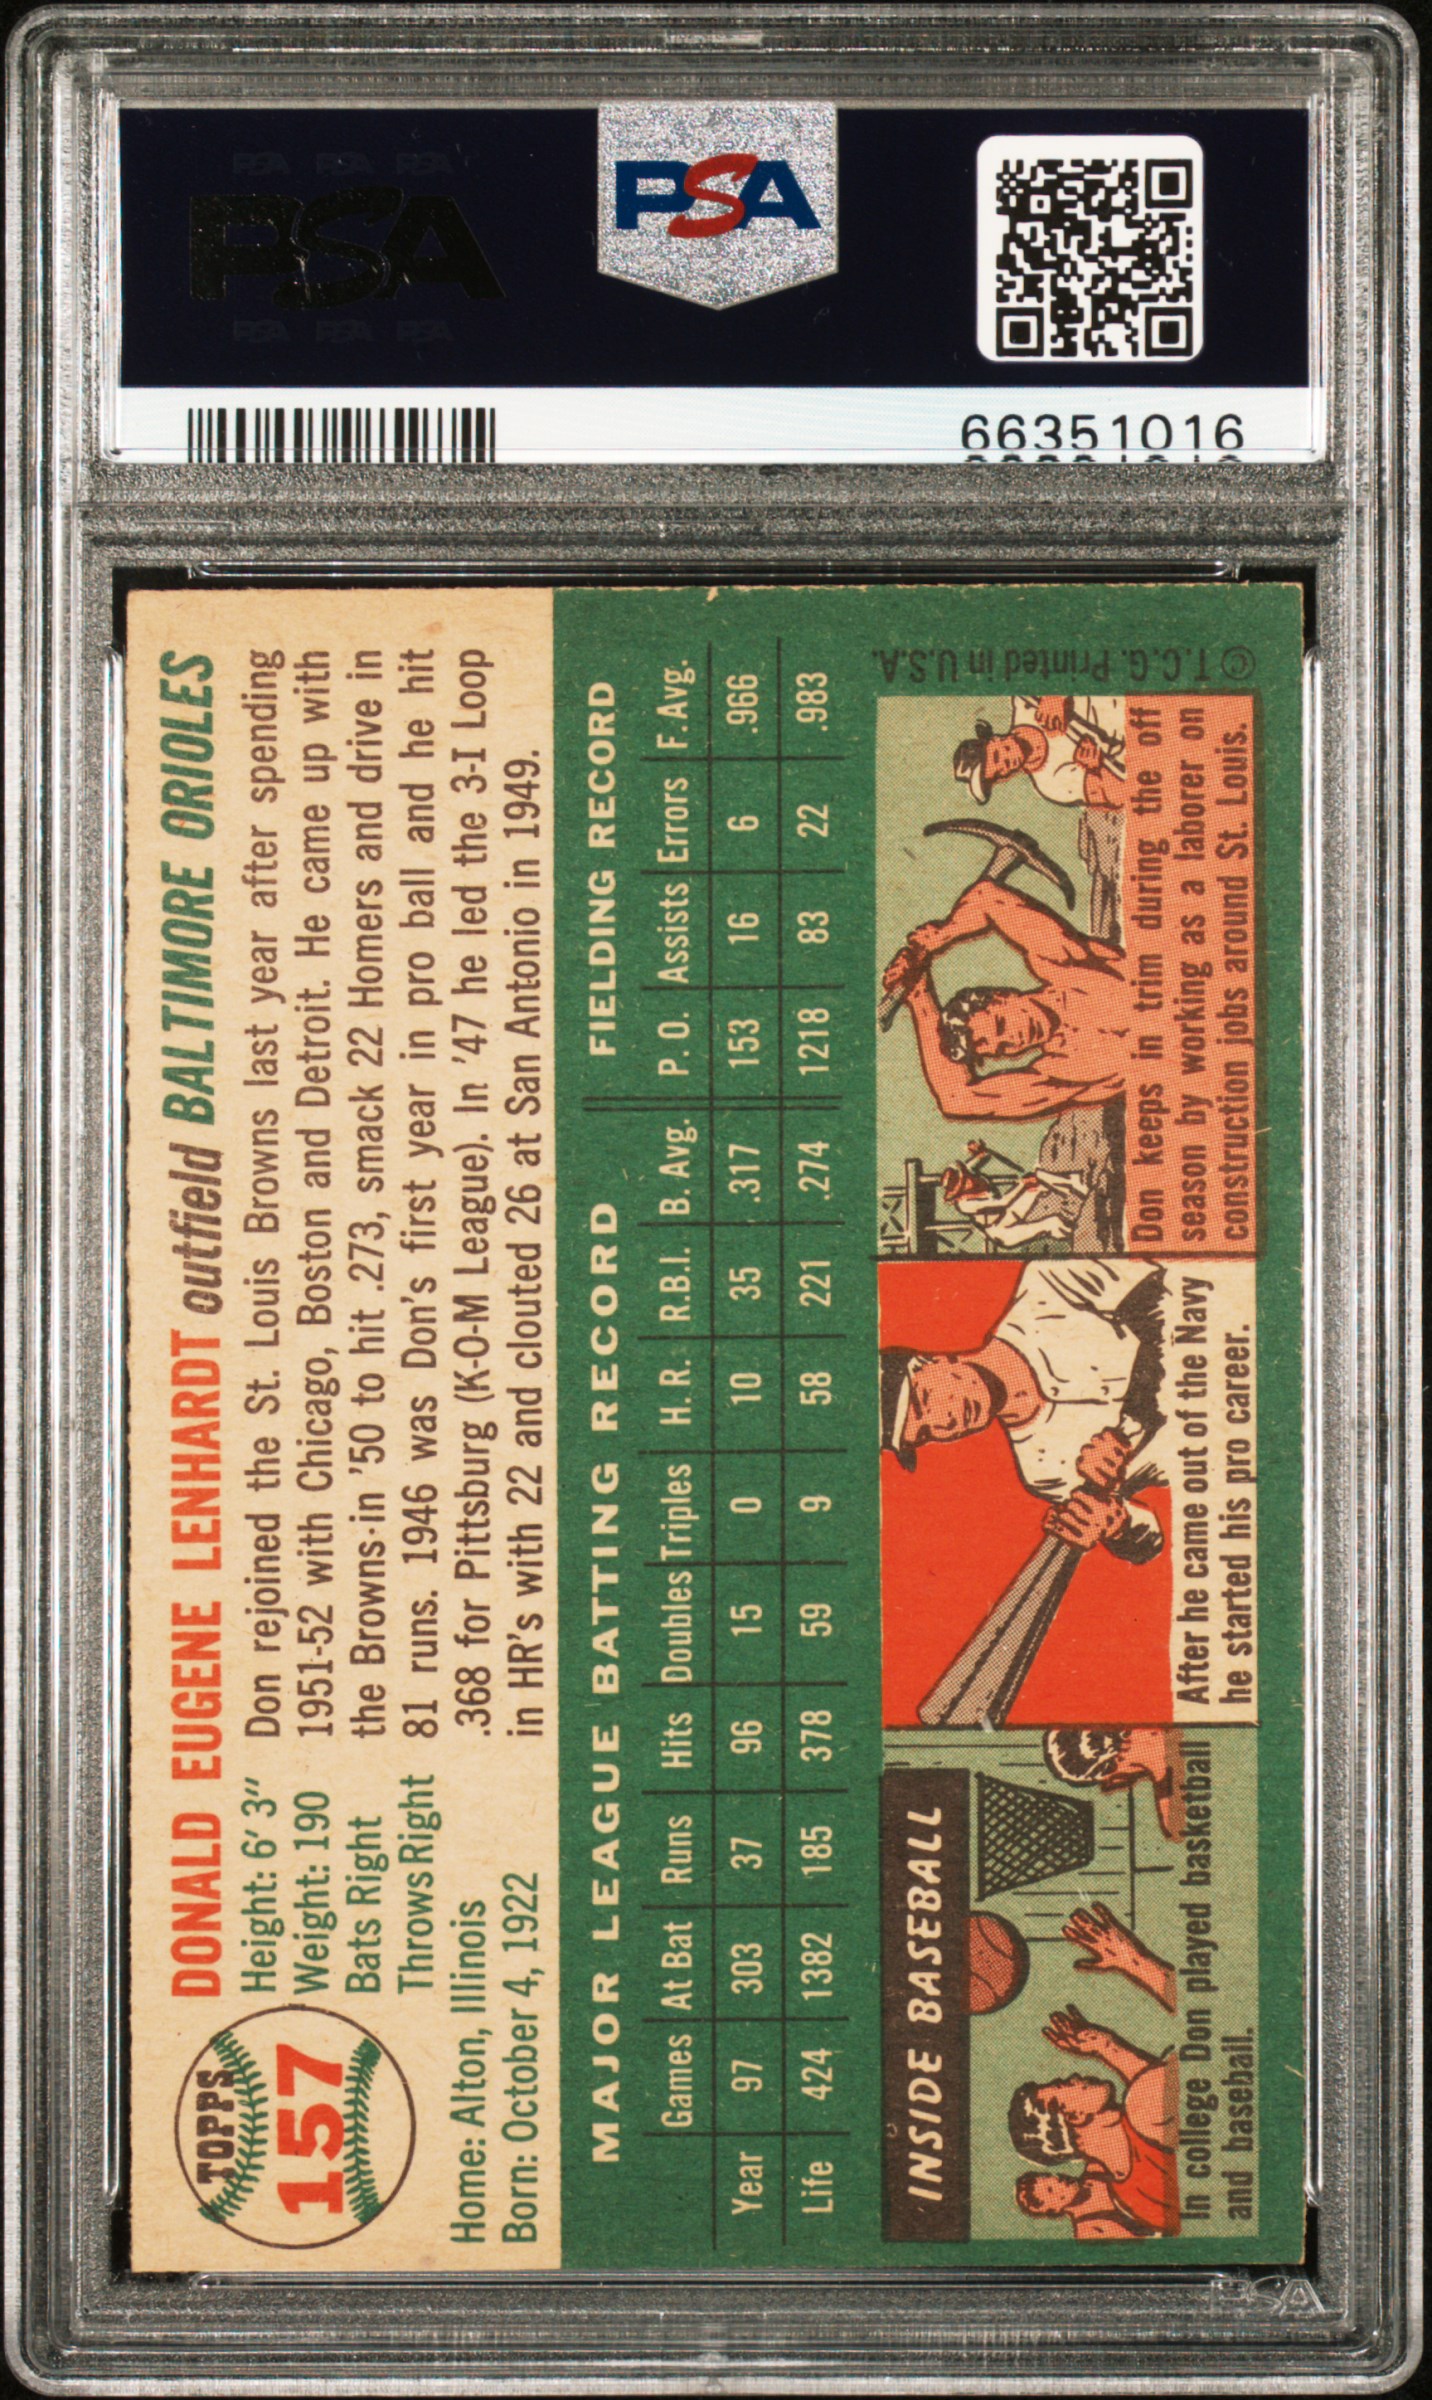 PSA PSA PSA
PSA
PSA PSA PSA
PSA
66351016
TOPPS
157
DONALD EUGENE LENHARDT outfield BALTIMORE ORIOLES
Height: 6' 3"
Weight: 190
Bats Right
Throws Right
Home: Alton, Illinois
Born: October 4, 1922
Don rejoined the St. Louis Browns last year after spending
1951-52 with Chicago, Boston and Detroit. He came up with
the Browns in '50 to hit .273, smack 22 Homers and drive in
81 runs. 1946 was Don's first year in pro ball and he hit
.368 for Pittsburg (K-O-M League). In '47 he led the 3-I Loop
in HR's with 22 and clouted 26 at San Antonio in 1949.
MAJOR LEAGUE BATTING RECORD FIELDING RECORD
Games At Bat Runs Hits Doubles Triples H.R. R.B.I. B. Avg. P. O. Assists Errors F. Avg.
Year 97 303 37 96 15 0 10 35 .317 153 16 6 .966
Life 424 1382 185 378 59 9 58 221 .274 1218 83 22 .983
INSIDE BASEBALL
In college Don played basketball
and baseball.
After he came out of the Navy
he started his pro career.
Don keeps in trim during the off
season by working as a laborer on
construction jobs around St. Louis.
© T.C.G. Printed in U.S.A.
PSA